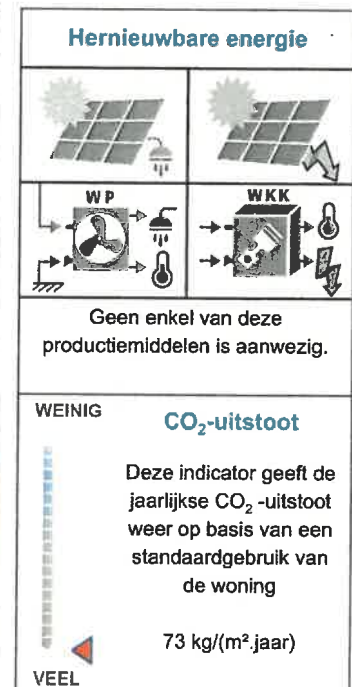 Hernieuwbare energie
WP
WKK
Geen enkel van deze
productiemiddelen is aanwezig.
WEINIG
CO₂-uitstoot
Deze indicator geeft de
jaarlijkse CO₂ -uitstoot
weer op basis van een
standaardgebruik van
de woning
73 kg/(m².jaar)
VEEL